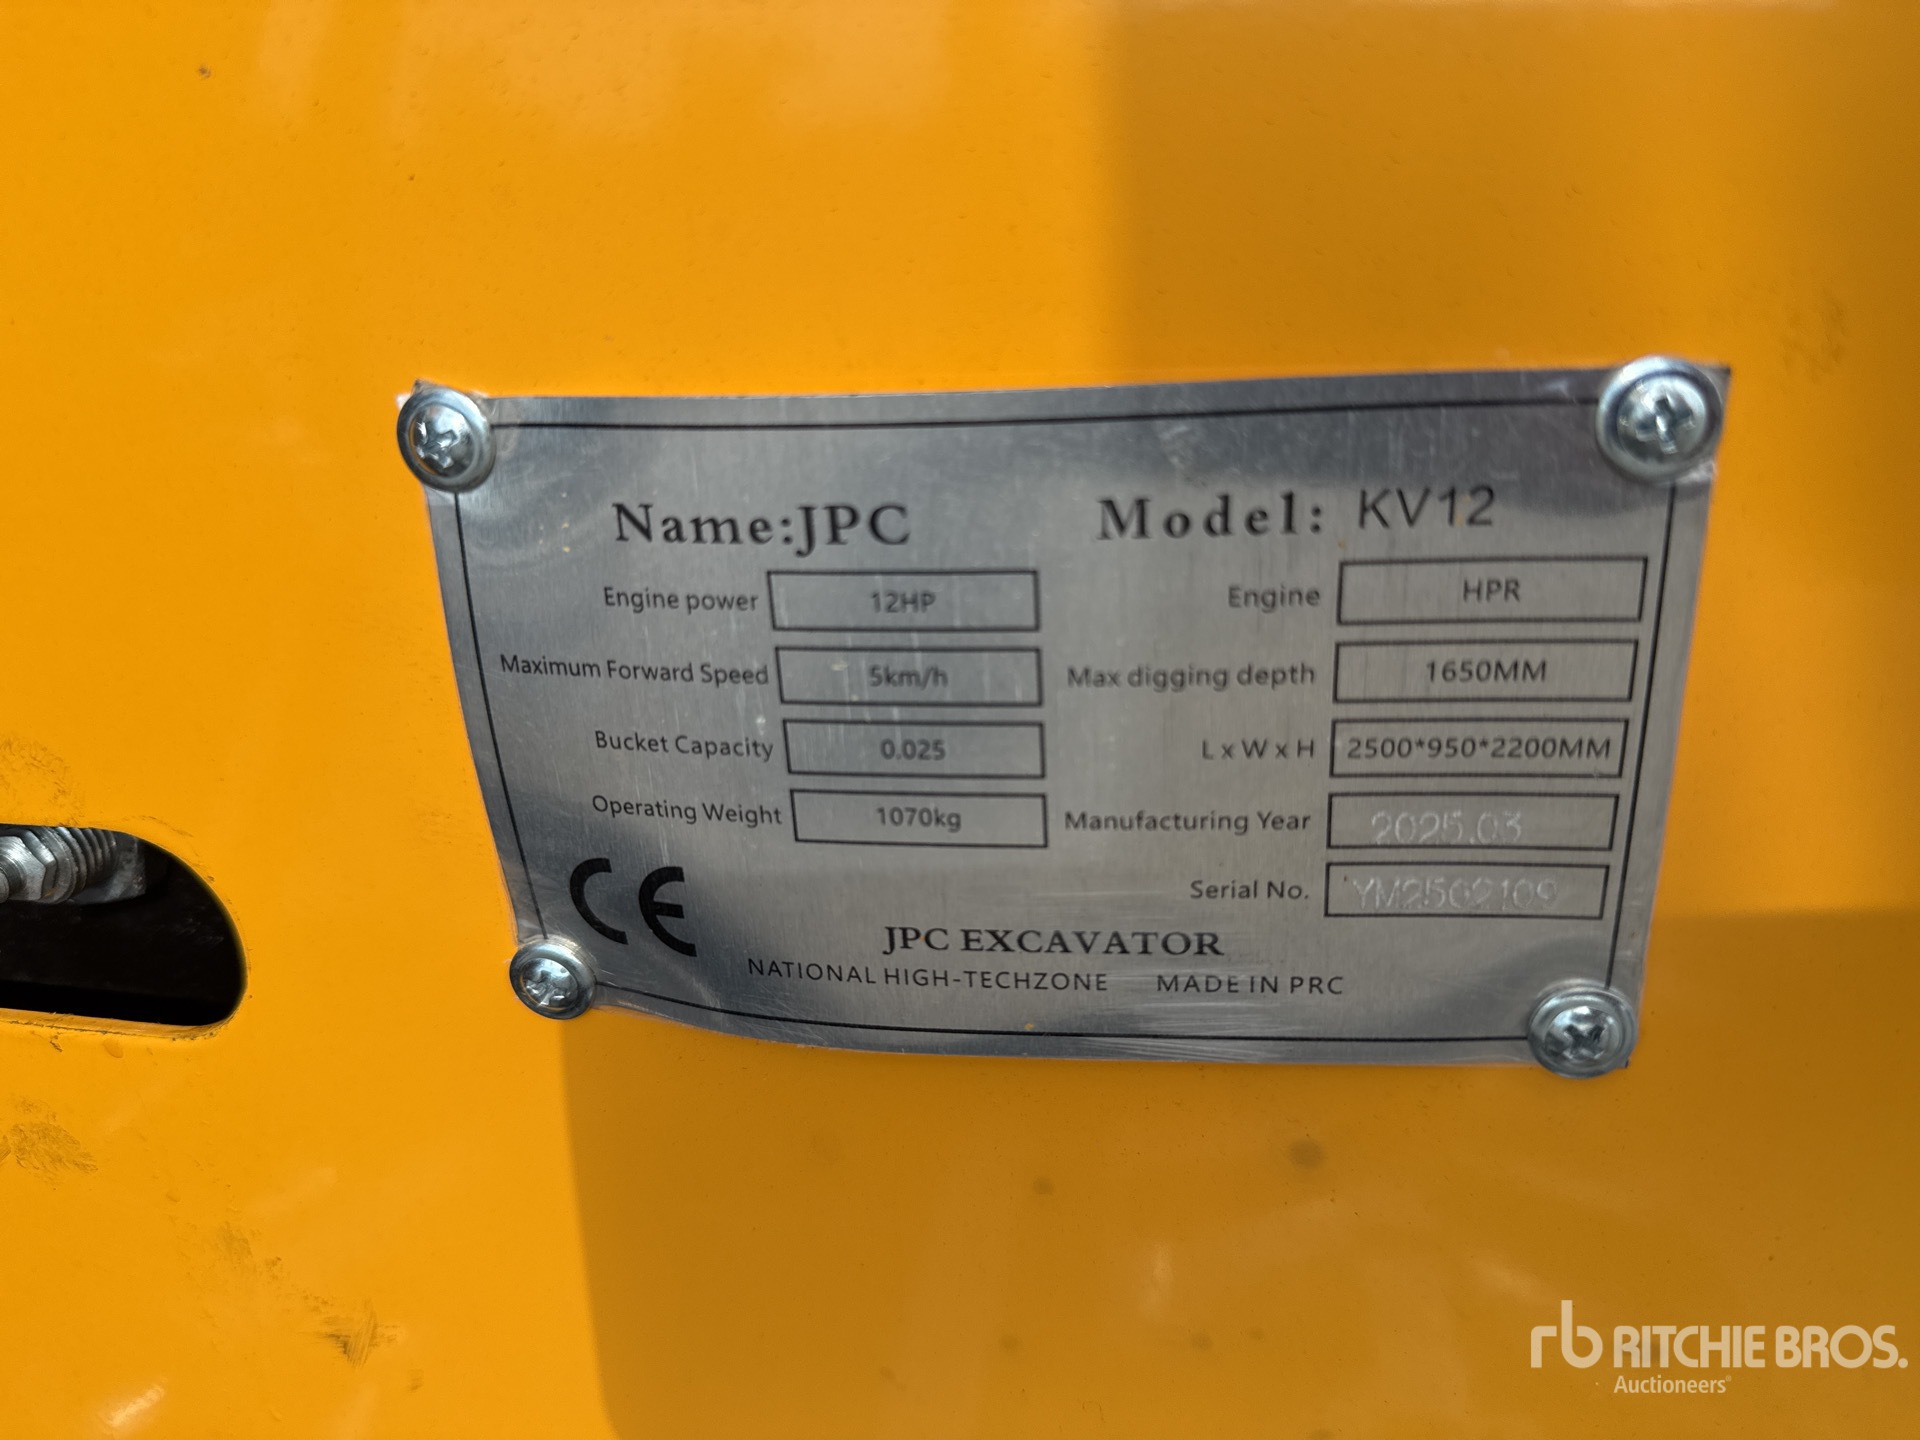 Name:JPC Model: KV12
Engine power 12HP Engine HPR
Maximum Forward Speed 5km/h Max digging depth 1650MM
Bucket Capacity 0.025 L x W x H 2500*950*2200MM
Operating Weight 1070kg Manufacturing Year 2025.03
Serial No. YM2502109
CE
JPC EXCAVATOR
NATIONAL HIGH-TECHZONE MADE IN PRC
rb RITCHIE BROS.
Auctioneers